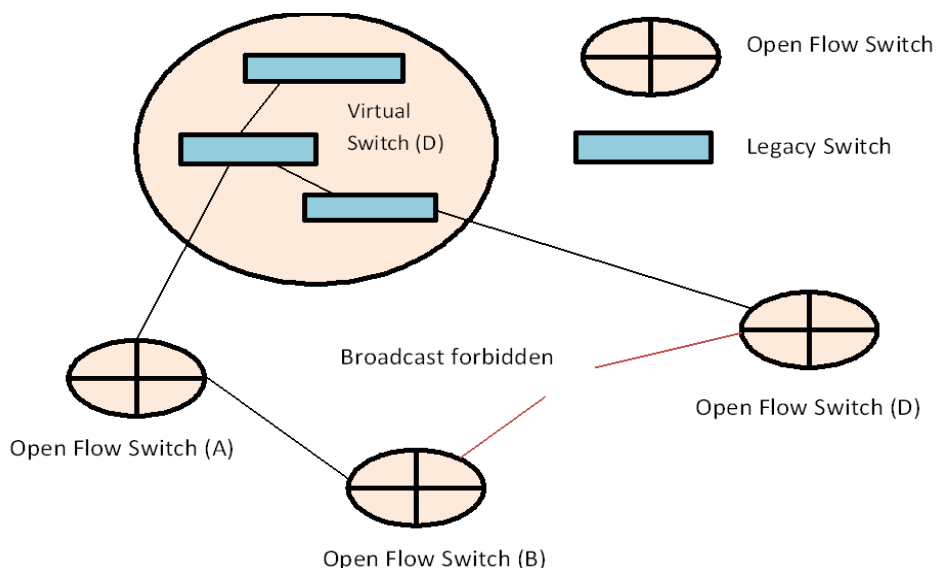 Open Flow Switch
Virtual
Switch (D)
Legacy Switch
Broadcast forbidden
Open Flow Switch (D)
Open Flow Switch (A)
Open Flow Switch (B)